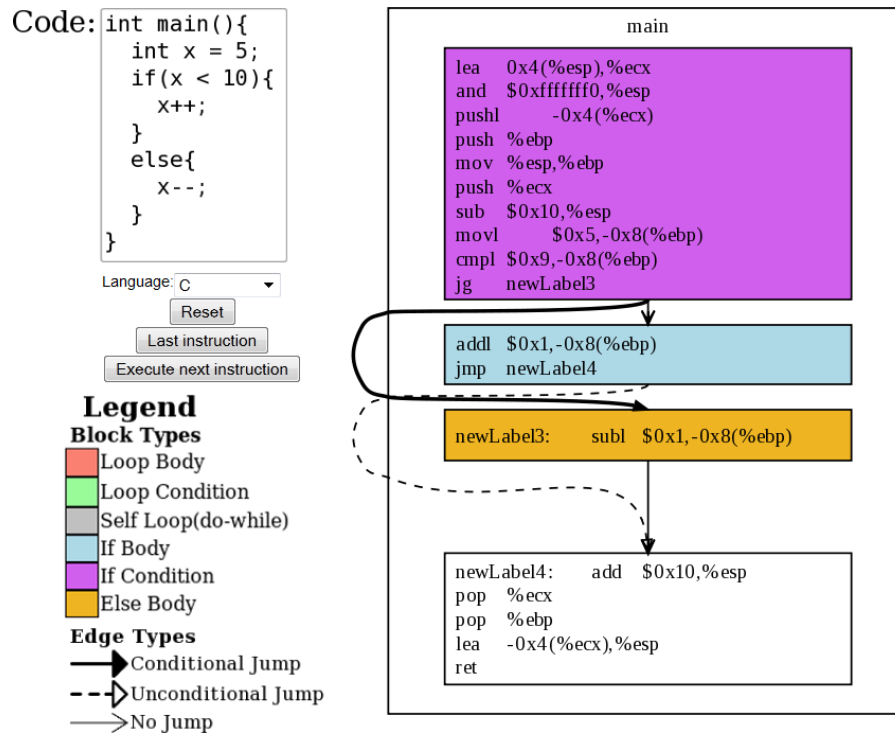 Code:
int main(){
  int x = 5;
  if(x < 10){
    x++;
  }
  else{
    x--;
  }
}
Language: C
Reset
Last instruction
Execute next instruction
Legend
Block Types
Loop Body
Loop Condition
Self Loop(do-while)
If Body
If Condition
Else Body
Edge Types
Conditional Jump
Unconditional Jump
No Jump
main
lea 0x4(%esp),%ecx
and $0xfffffff0,%esp
pushl -0x4(%ecx)
push %ebp
mov %esp,%ebp
push %ecx
sub $0x10,%esp
movl $0x5,-0x8(%ebp)
cmpl $0x9,-0x8(%ebp)
jg newLabel3
addl $0x1,-0x8(%ebp)
jmp newLabel4
newLabel3: subl $0x1,-0x8(%ebp)
newLabel4: add $0x10,%esp
pop %ecx
pop %ebp
lea -0x4(%ecx),%esp
ret